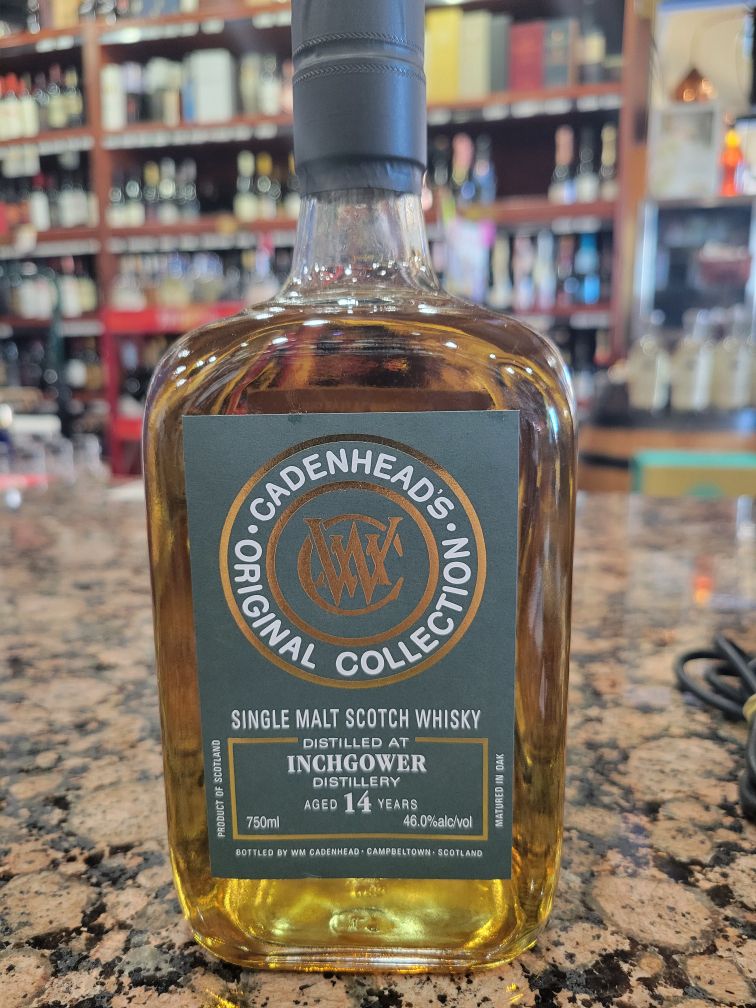 CADENHEAD'S
ORIGINAL COLLECTION
WC
SINGLE MALT SCOTCH WHISKY
DISTILLED AT
INCHGOWER
DISTILLERY
AGED 14 YEARS
750ml 46.0%alc/vol
PRODUCT OF SCOTLAND
MATURED IN OAK
BOTTLED BY WM CADENHEAD · CAMPBELTOWN · SCOTLAND